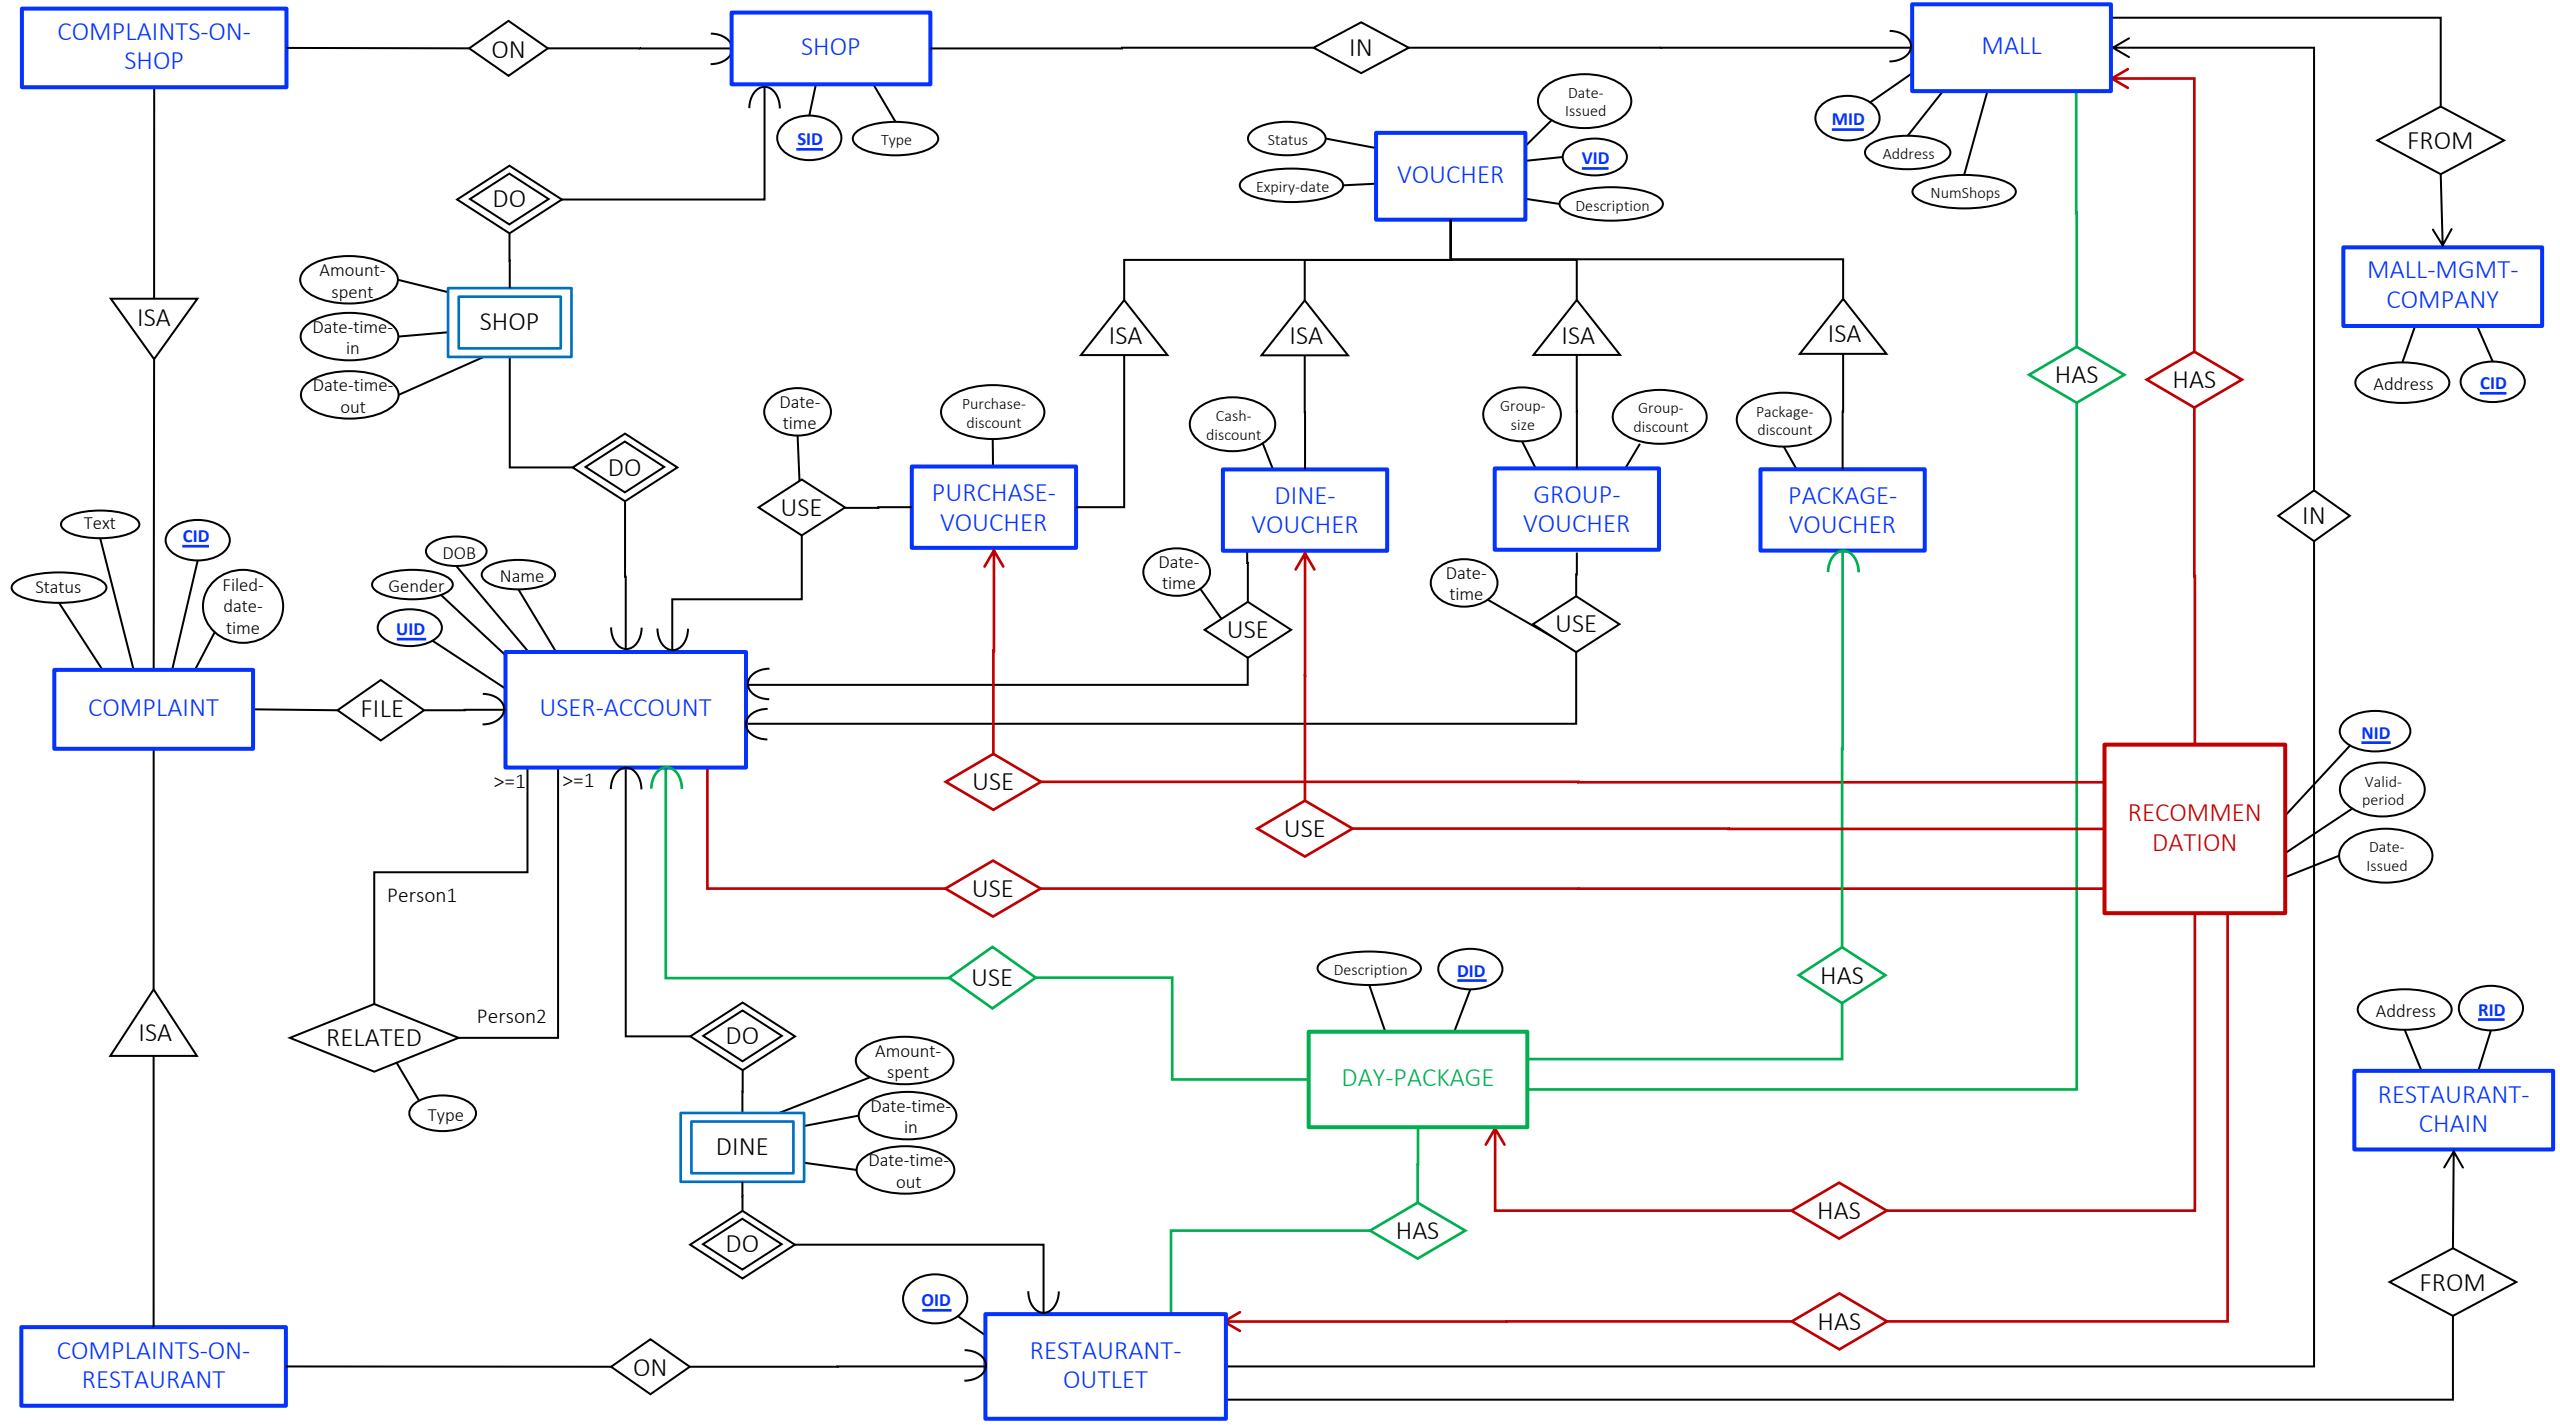 COMPLAINTS-ON-
SHOP
ON
SHOP
IN
MALL
SID
Type
Date-
Issued
Status
VID
VOUCHER
Expiry-date
Description
MID
Address
NumShops
FROM
DO
Amount-
spent
Date-time-
in
Date-time-
out
SHOP
ISA
ISA
ISA
ISA
ISA
MALL-MGMT-
COMPANY
Address
CID
HAS
HAS
DO
Date-
time
USE
Purchase-
discount
PURCHASE-
VOUCHER
Cash-
discount
DINE-
VOUCHER
Group-
size
Group-
discount
GROUP-
VOUCHER
Package-
discount
PACKAGE-
VOUCHER
IN
Text
CID
Status
Filed-
date-
time
DOB
Gender
Name
UID
Date-
time
USE
Date-
time
USE
COMPLAINT
FILE
USER-ACCOUNT
>=1
>=1
USE
USE
USE
RECOMMEN
DATION
NID
Valid-
period
Date-
Issued
Person1
Person2
RELATED
Type
ISA
USE
DO
Amount-
spent
Date-time-
in
Date-time-
out
DINE
DO
Description
DID
DAY-PACKAGE
HAS
HAS
HAS
HAS
Address
RID
RESTAURANT-
CHAIN
FROM
COMPLAINTS-ON-
RESTAURANT
ON
OID
RESTAURANT-
OUTLET